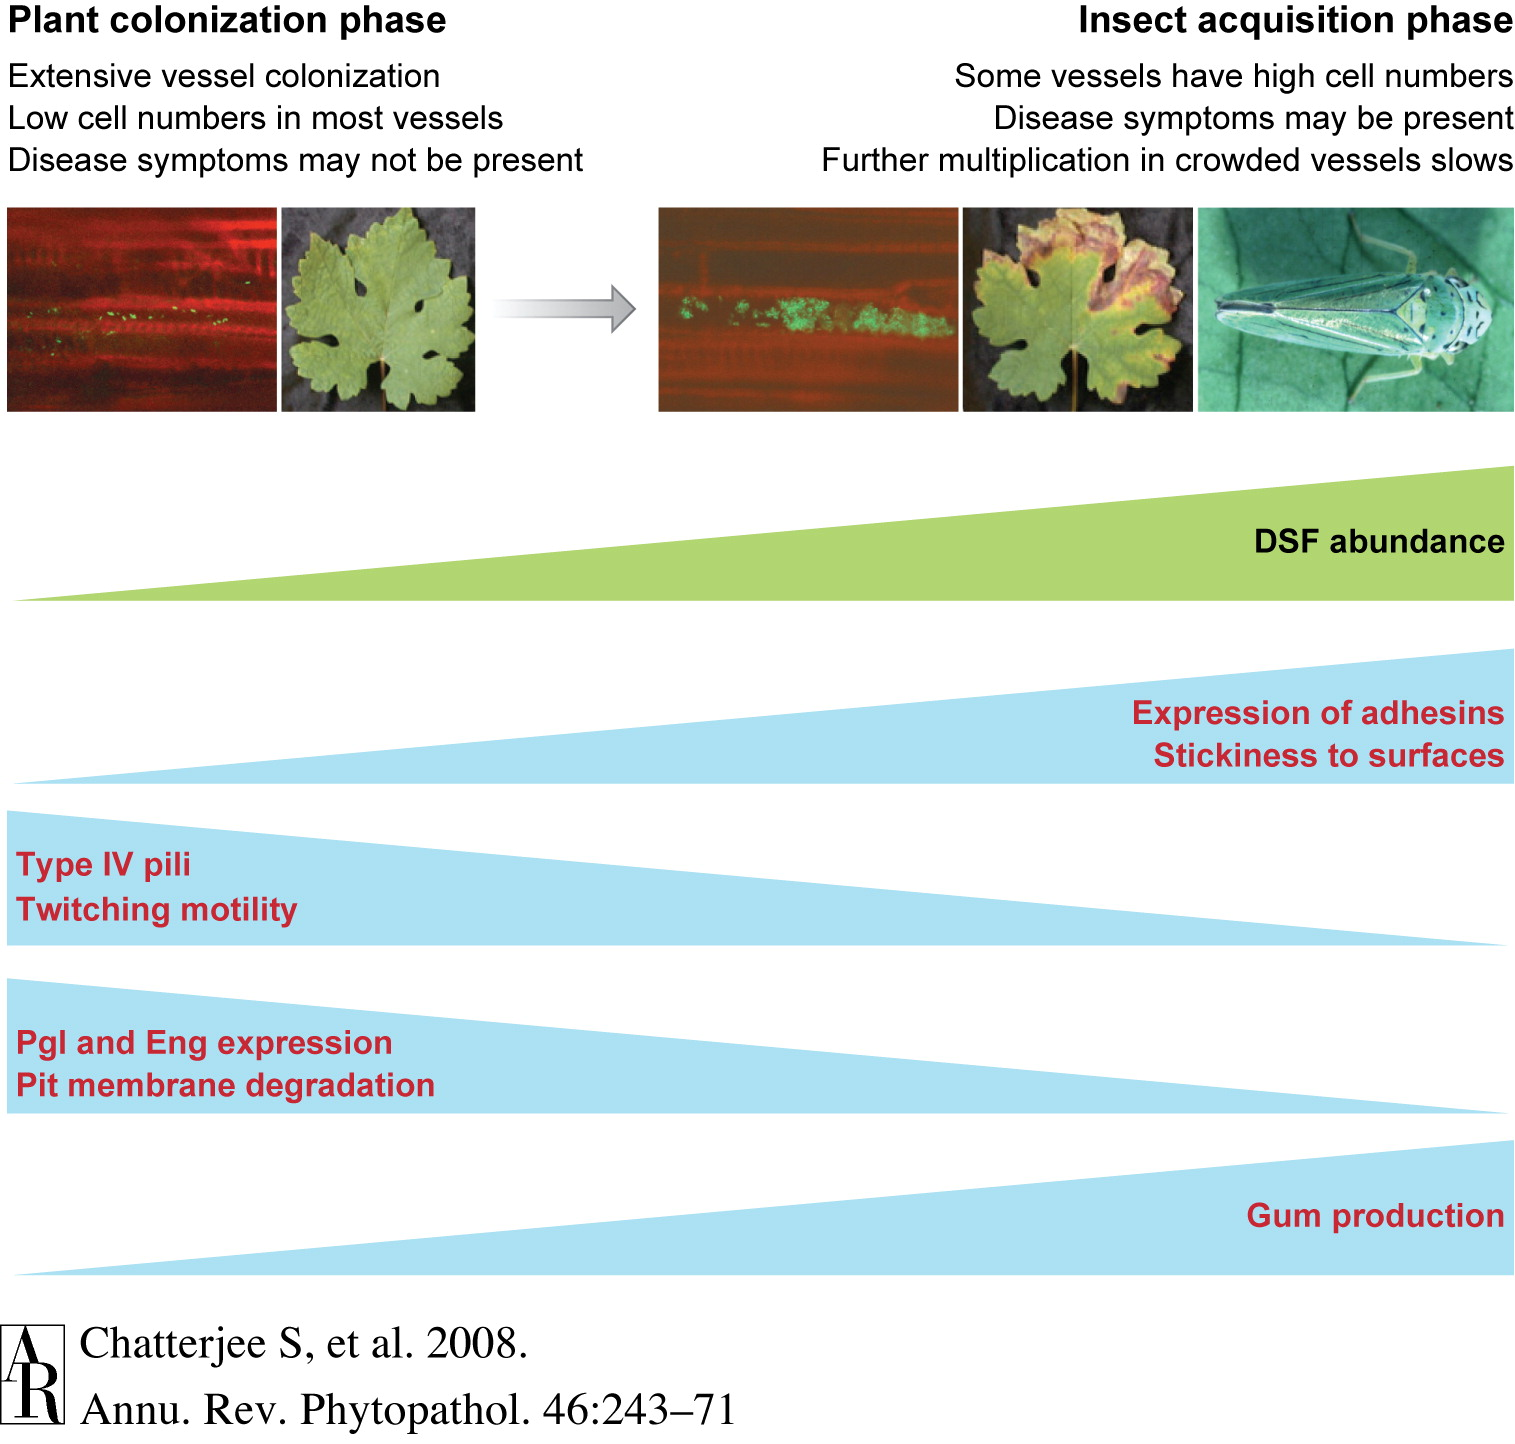 Plant colonization phase
Extensive vessel colonization
Low cell numbers in most vessels
Disease symptoms may not be present
Insect acquisition phase
Some vessels have high cell numbers
Disease symptoms may be present
Further multiplication in crowded vessels slows
DSF abundance
Expression of adhesins
Stickiness to surfaces
Type IV pili
Twitching motility
Pgl and Eng expression
Pit membrane degradation
Gum production
AR
Chatterjee S, et al. 2008.
Annu. Rev. Phytopathol. 46:243–71